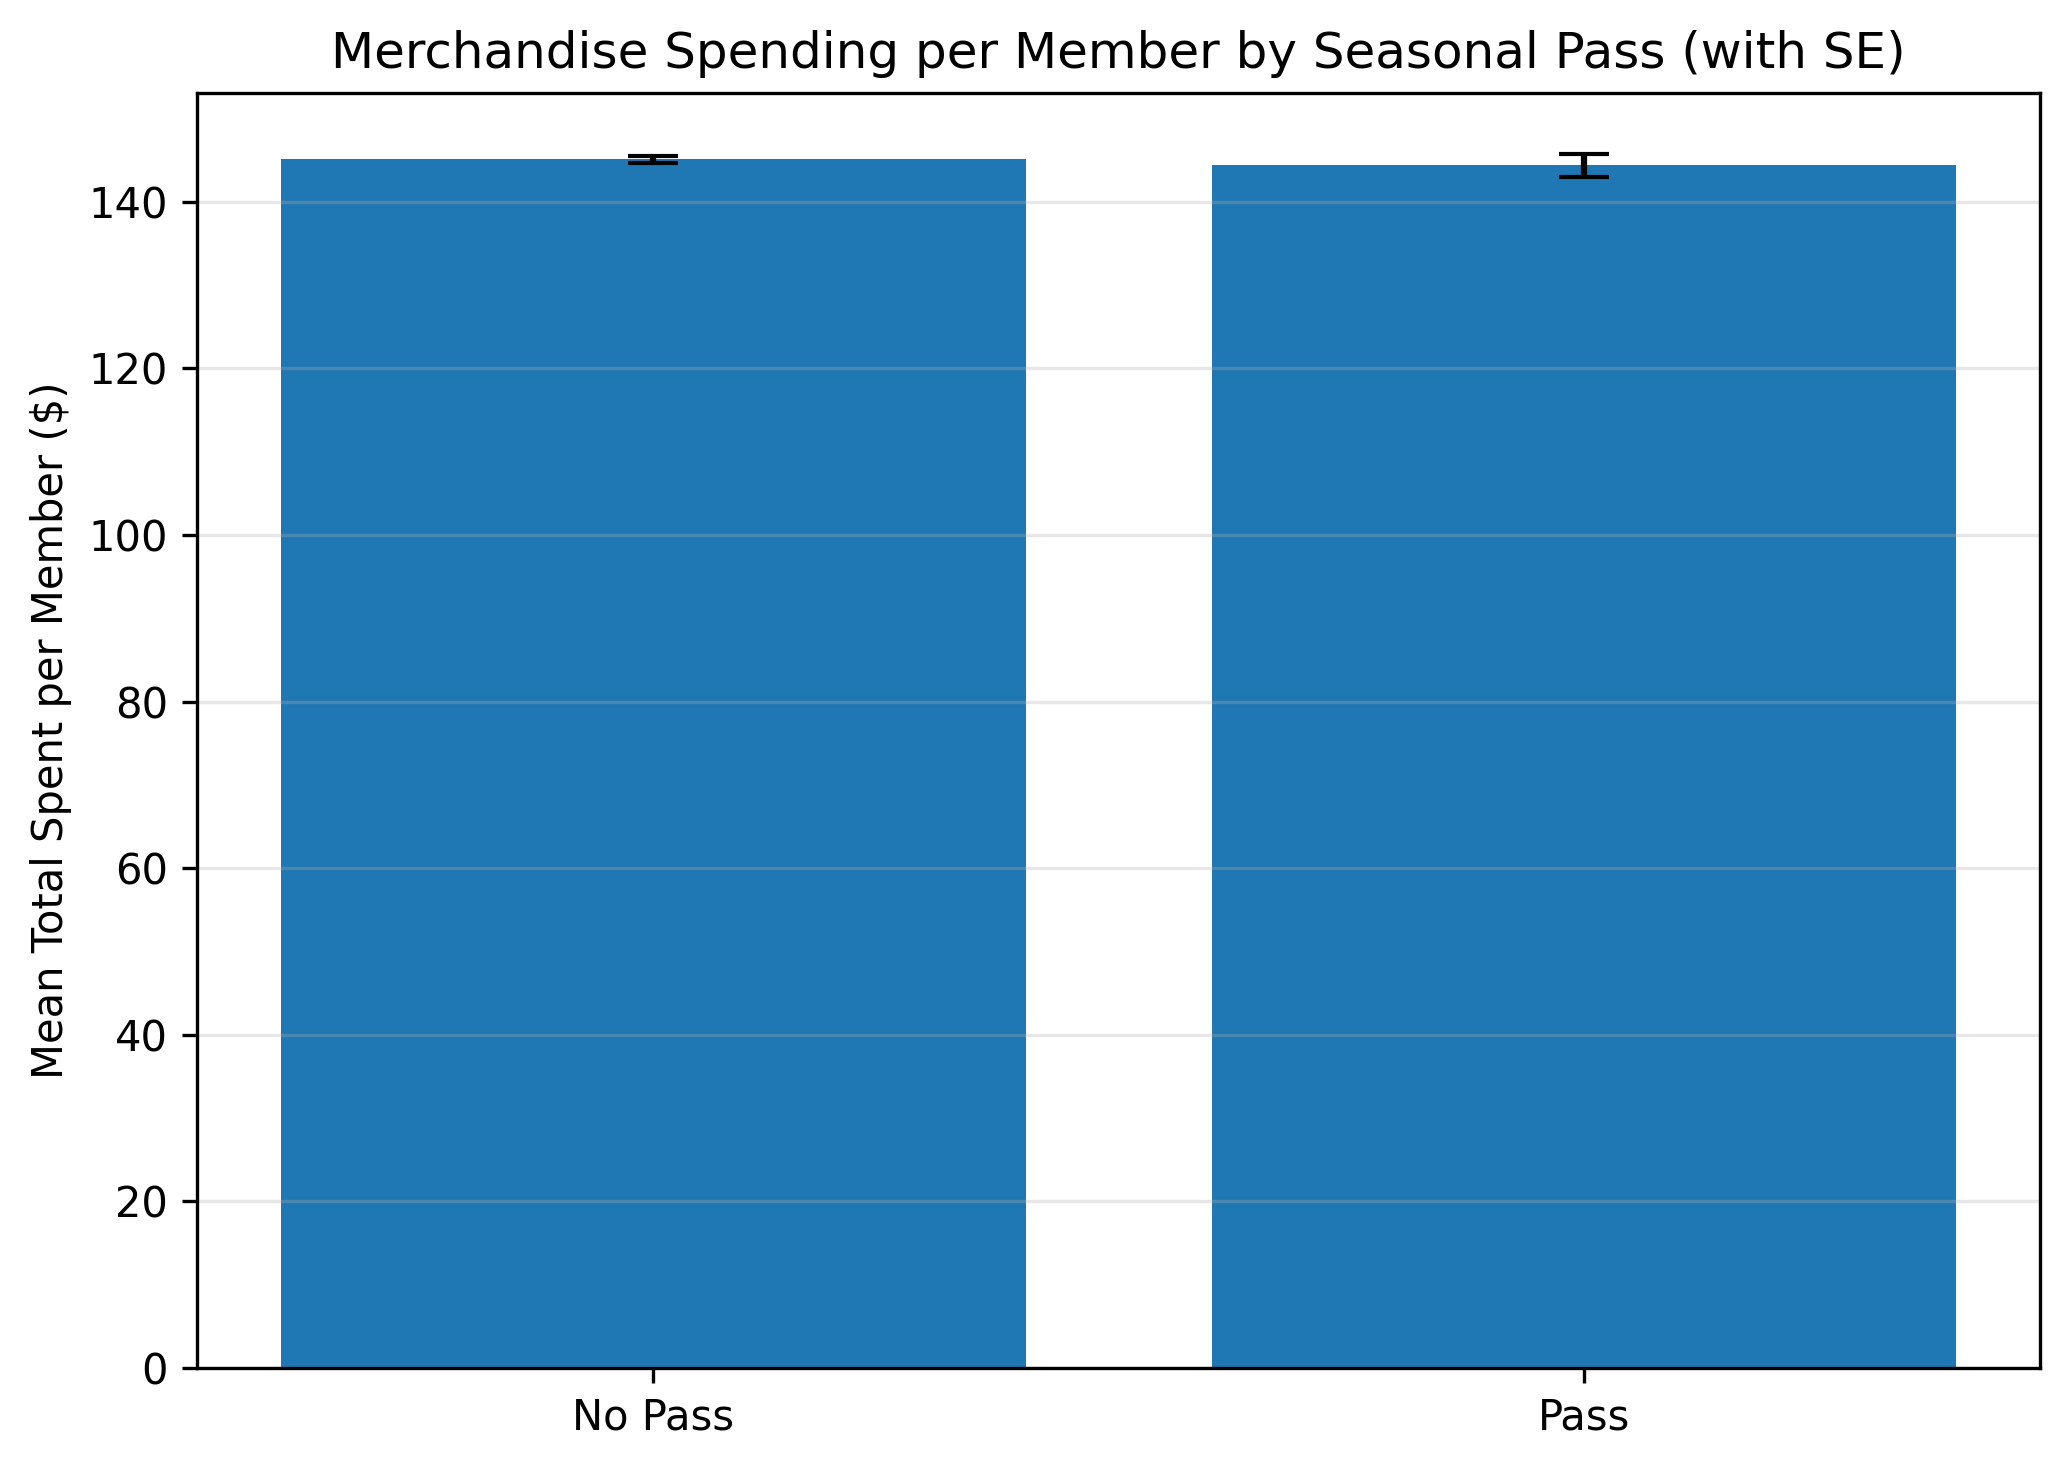 Merchandise Spending per Member by Seasonal Pass (with SE)
Mean Total Spent per Member ($)
140
120
100
80
60
40
20
0
No Pass
Pass